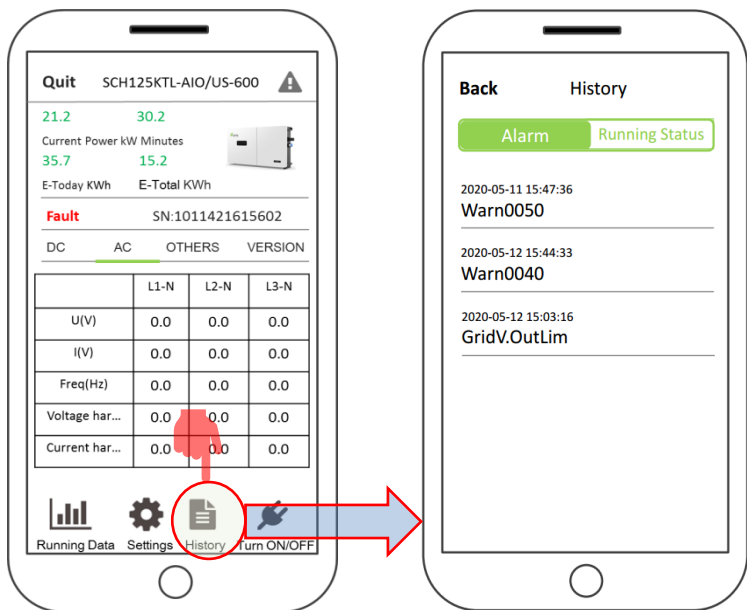 Quit SCH125KTL-AIO/US-600
21.2 30.2
Current Power kW Minutes
35.7 15.2
E-Today KWh E-Total KWh
Fault SN:1011421615602
DC AC OTHERS VERSION
L1-N L2-N L3-N
U(V) 0.0 0.0 0.0
I(V) 0.0 0.0 0.0
Freq(Hz) 0.0 0.0 0.0
Voltage har... 0.0 0.0 0.0
Current har... 0.0 0.0 0.0
Running Data Settings History Turn ON/OFF
Back History
Alarm Running Status
2020-05-11 15:47:36
Warn0050
2020-05-12 15:44:33
Warn0040
2020-05-12 15:03:16
GridV.OutLim